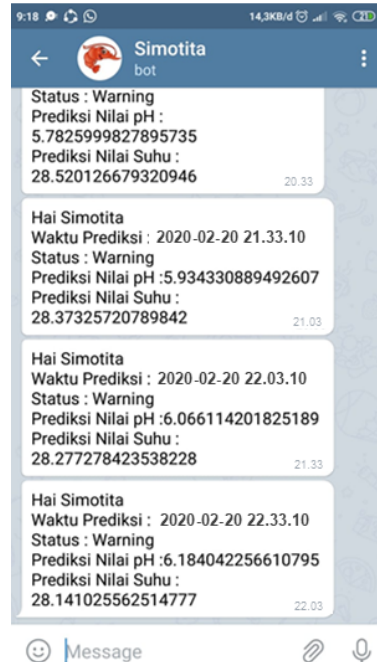 9:18
14,3KB/d
21
Simotita
bot
Status : Warning
Prediksi Nilai pH :
5.7825999827895735
Prediksi Nilai Suhu :
28.520126679320946
20.33
Hai Simotita
Waktu Prediksi : 2020-02-20 21.33.10
Status : Warning
Prediksi Nilai pH :5.934330889492607
Prediksi Nilai Suhu :
28.37325720789842
21.03
Hai Simotita
Waktu Prediksi : 2020-02-20 22.03.10
Status : Warning
Prediksi Nilai pH :6.066114201825189
Prediksi Nilai Suhu :
28.277278423538228
21.33
Hai Simotita
Waktu Prediksi : 2020-02-20 22.33.10
Status : Warning
Prediksi Nilai pH :6.184042256610795
Prediksi Nilai Suhu :
28.141025562514777
22.03
Message